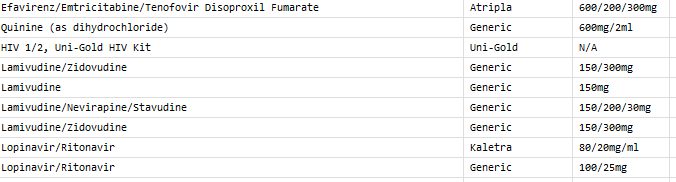 Efavirenz/Emtricitabine/Tenofovir Disoproxil Fumarate Atripla 600/200/300mg
Quinine (as dihydrochloride) Generic 600mg/2ml
HIV 1/2, Uni-Gold HIV Kit Uni-Gold N/A
Lamivudine/Zidovudine Generic 150/300mg
Lamivudine Generic 150mg
Lamivudine/Nevirapine/Stavudine Generic 150/200/30mg
Lamivudine/Zidovudine Generic 150/300mg
Lopinavir/Ritonavir Kaletra 80/20mg/ml
Lopinavir/Ritonavir Generic 100/25mg